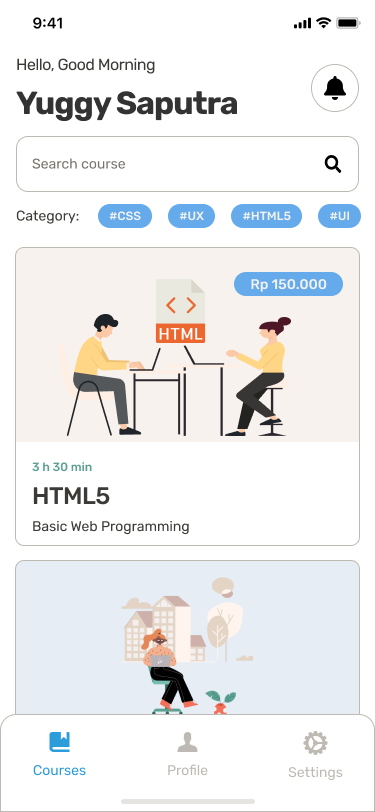 9:41
Hello, Good Morning
Yuggy Saputra
Search course
Category: #CSS #UX #HTML5 #UI
Rp 150.000
HTML
3 h 30 min
HTML5
Basic Web Programming
Courses Profile Settings